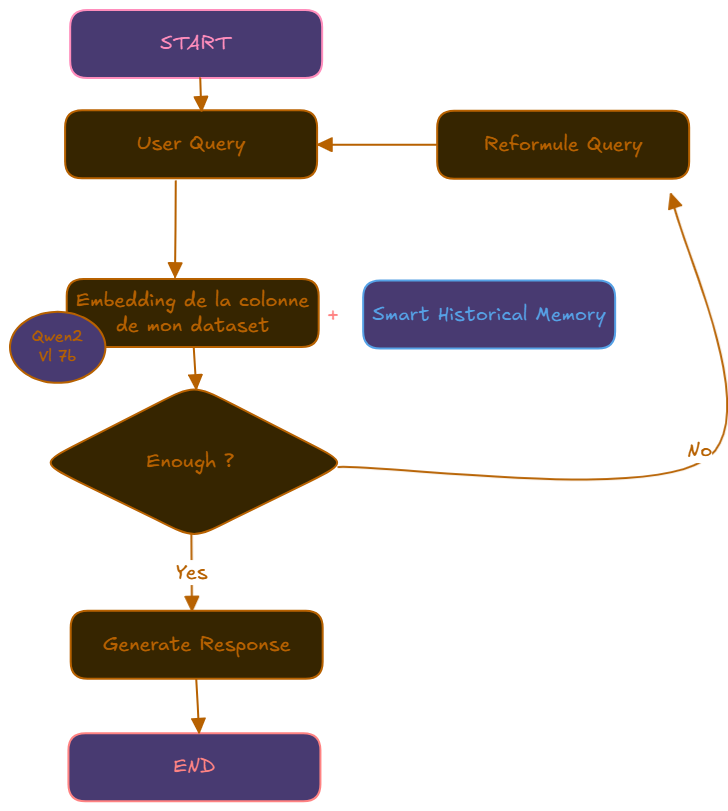 START
User Query
Reformule Query
Embedding de la colonne
de mon dataset
+
Smart Historical Memory
Qwen2
Vl 7b
Enough ?
No
Yes
Generate Response
END